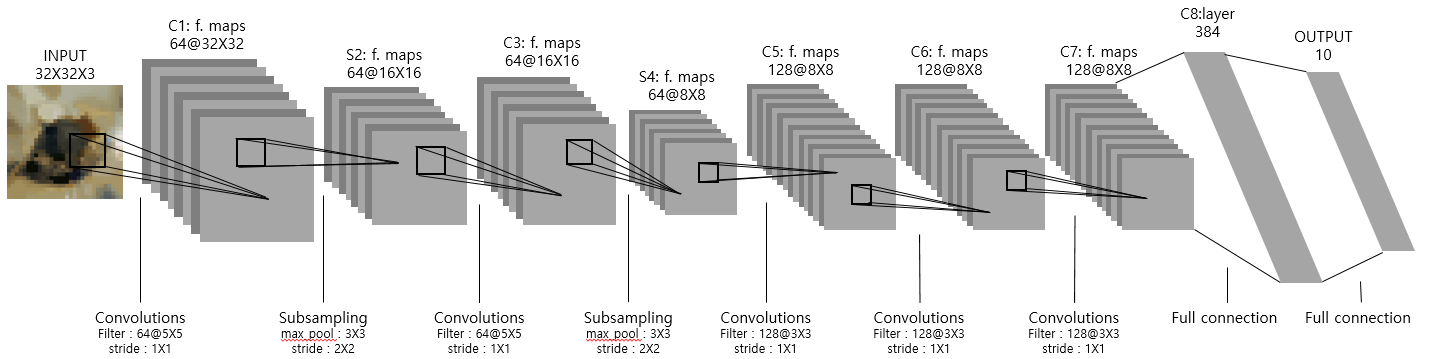 INPUT
32X32X3
C1: f. maps
64@32X32
S2: f. maps
64@16X16
C3: f. maps
64@16X16
S4: f. maps
64@8X8
C5: f. maps
128@8X8
C6: f. maps
128@8X8
C7: f. maps
128@8X8
C8:layer
384
OUTPUT
10
Convolutions
Filter : 64@5X5
stride : 1X1
Subsampling
max_pool : 3X3
stride : 2X2
Convolutions
Filter : 64@5X5
stride : 1X1
Subsampling
max_pool : 3X3
stride : 2X2
Convolutions
Filter : 128@3X3
stride : 1X1
Convolutions
Filter : 128@3X3
stride : 1X1
Convolutions
Filter : 128@3X3
stride : 1X1
Full connection
Full connection